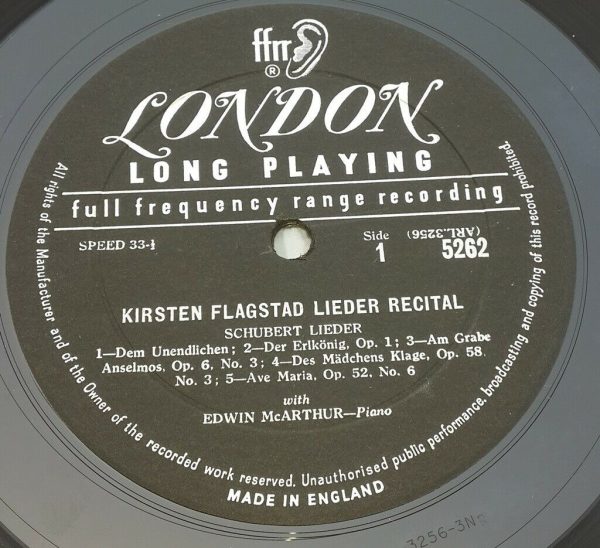 ffrr
®
LONDON
LONG PLAYING
full frequency range recording
SPEED 33-⅓
Side
1
(ARL.3256)
5262
KIRSTEN FLAGSTAD LIEDER RECITAL
SCHUBERT LIEDER
1—Dem Unendlichen; 2—Der Erlkönig, Op. 1; 3—Am Grabe
Anselmos, Op. 6, No. 3; 4—Des Mädchens Klage, Op. 58,
No. 3; 5—Ave Maria, Op. 52, No. 6
with
EDWIN McARTHUR—Piano
All rights of the Manufacturer and of the Owner of the recorded work reserved. Unauthorised public performance, broadcasting and copying of this record prohibited.
MADE IN ENGLAND